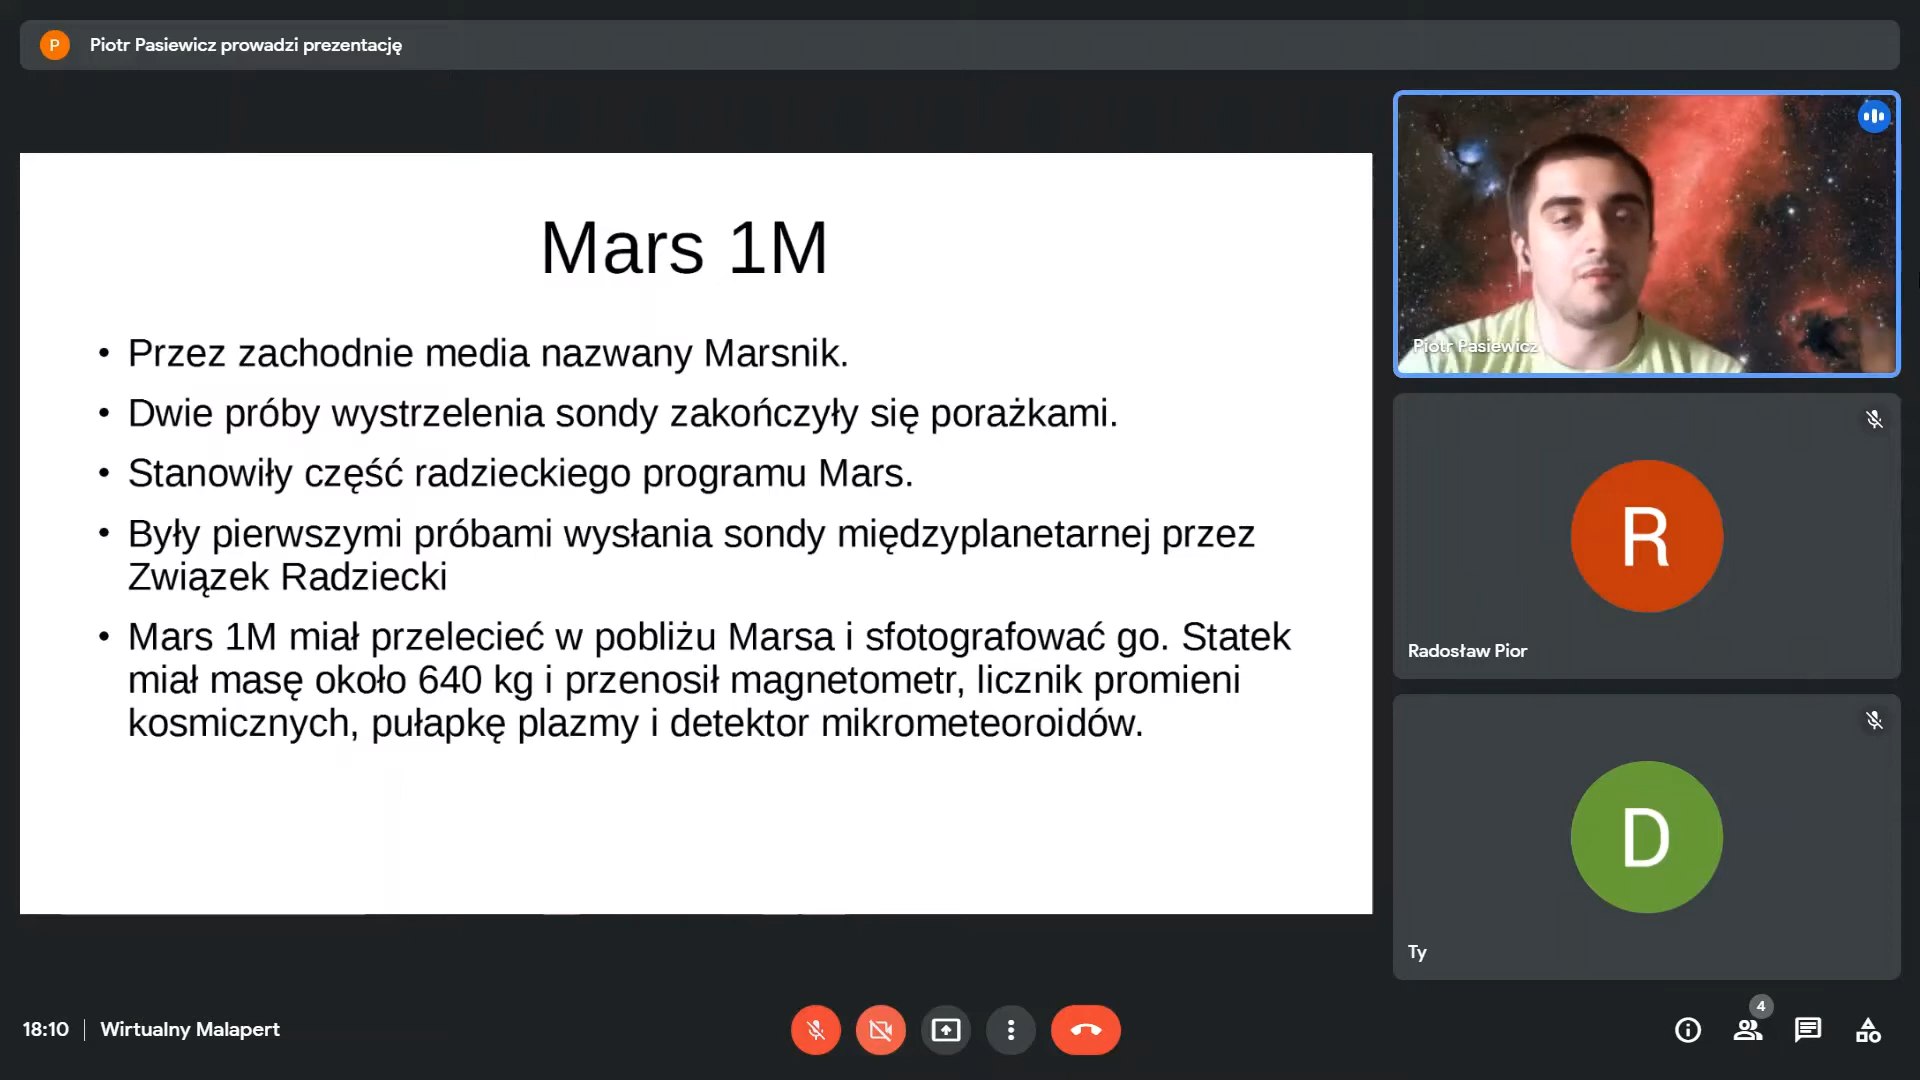 P
Piotr Pasiewicz prowadzi prezentację
Mars 1M
• Przez zachodnie media nazwany Marsnik.
• Dwie próby wystrzelenia sondy zakończyły się porażkami.
• Stanowiły część radzieckiego programu Mars.
• Były pierwszymi próbami wysłania sondy międzyplanetarnej przez
Związek Radziecki
• Mars 1M miał przelecieć w pobliżu Marsa i sfotografować go. Statek
miał masę około 640 kg i przenosił magnetometr, licznik promieni
kosmicznych, pułapkę plazmy i detektor mikrometeoroidów.
Piotr Pasiewicz
R
Radosław Pior
D
Ty
18:10 | Wirtualny Malapert
4